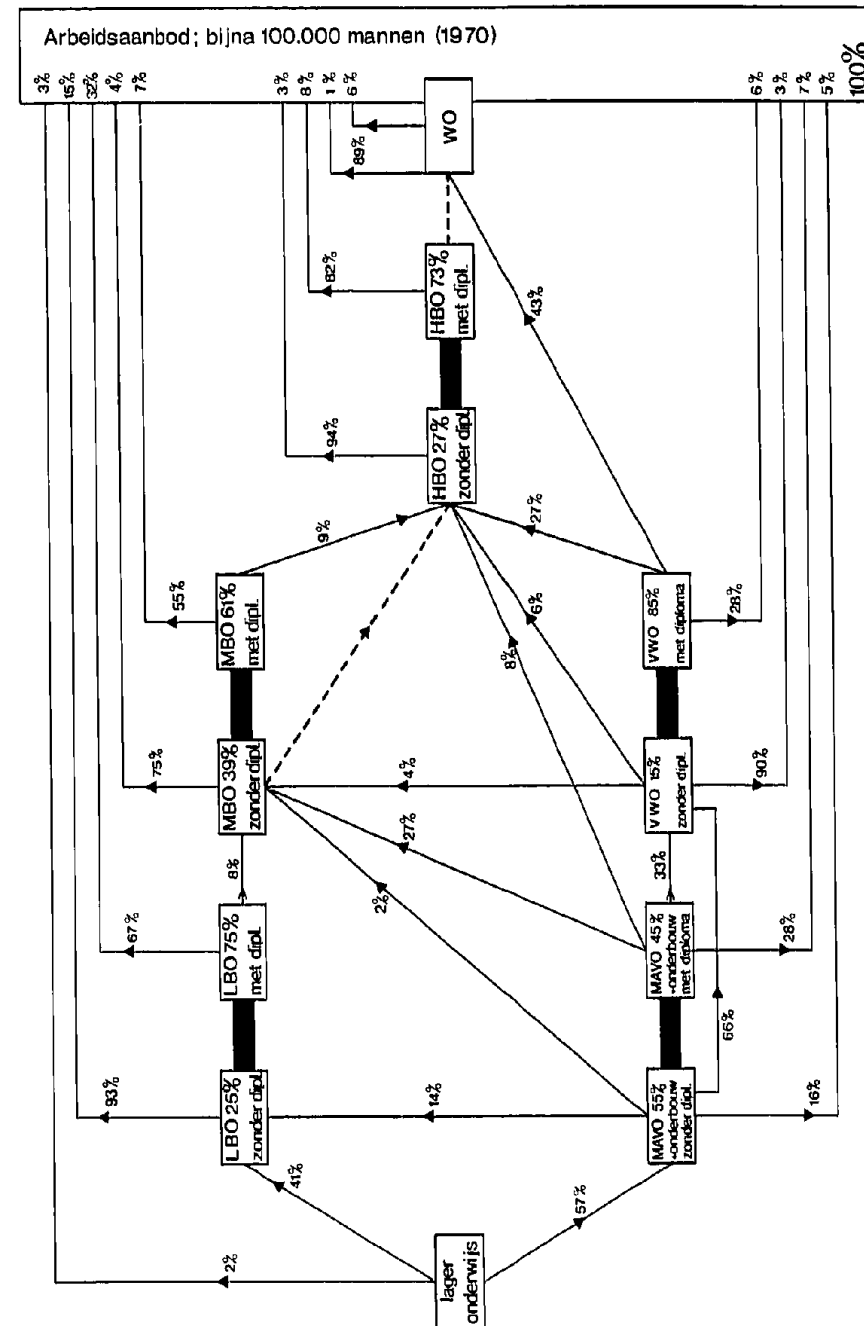 Arbeidsaanbod; bijna 100.000 mannen (1970)
3%
15%
32%
4%
7%
3%
8%
1%
6%
6%
3%
7%
5%
100%
WO
89%
HBO 73%
met dipl.
82%
43%
HBO 27%
zonder dipl.
94%
9%
27%
MBO 61%
met dipl.
55%
6%
8%
VWO 85%
met diploma
28%
MBO 39%
zonder dipl.
75%
4%
VWO 15%
zonder dipl.
90%
27%
8%
2%
33%
LBO 75%
met dipl.
67%
MAVO 45%
+onderbouw
met diploma
28%
66%
LBO 25%
zonder dipl.
93%
14%
MAVO 55%
+onderbouw
zonder dipl.
16%
41%
57%
lager
onderwijs
2%